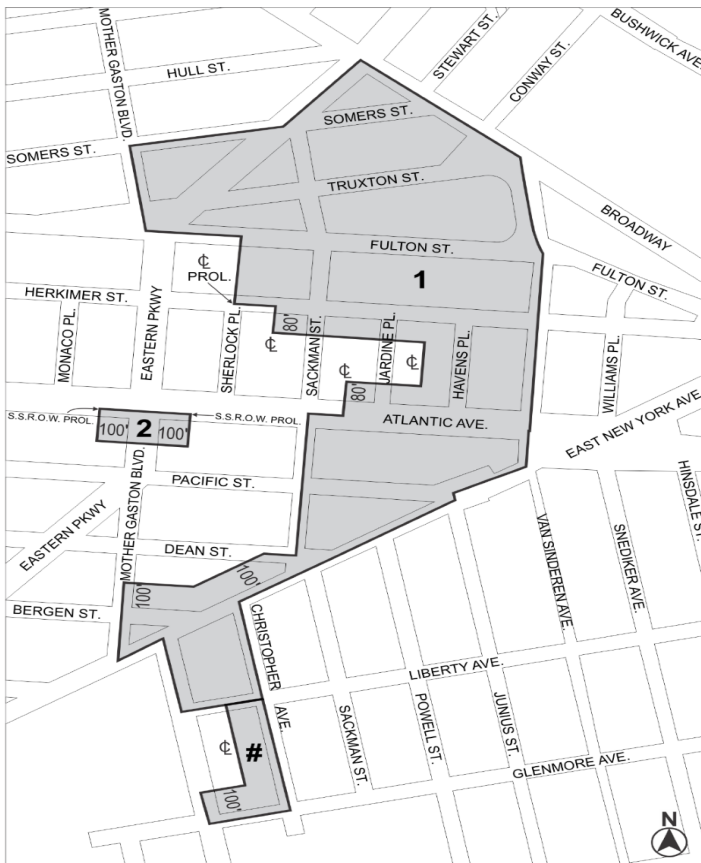 MOTHER GASTON BLVD.
HULL ST.
STEWART ST.
CONWAY ST.
BUSHWICK AVE.
SOMERS ST.
SOMERS ST.
TRUXTON ST.
BROADWAY
FULTON ST.
FULTON ST.
℄
PROL.
1
HERKIMER ST.
MONACO PL.
EASTERN PKWY
SHERLOCK PL.
℄
80'
SACKMAN ST.
℄
JARDINE PL.
℄
HAVENS PL.
WILLIAMS PL.
80'
ATLANTIC AVE.
EAST NEW YORK AVE.
S.S.R.O.W. PROL.
100'
2
100'
S.S.R.O.W. PROL.
PACIFIC ST.
MOTHER GASTON BLVD.
EASTERN PKWY
DEAN ST.
100'
100'
BERGEN ST.
CHRISTOPHER AVE.
VAN SINDEREN AVE.
SNEDIKER AVE.
HINSDALE ST.
LIBERTY AVE.
SACKMAN ST.
POWELL ST.
JUNIUS ST.
GLENMORE AVE.
℄
#
100'
N